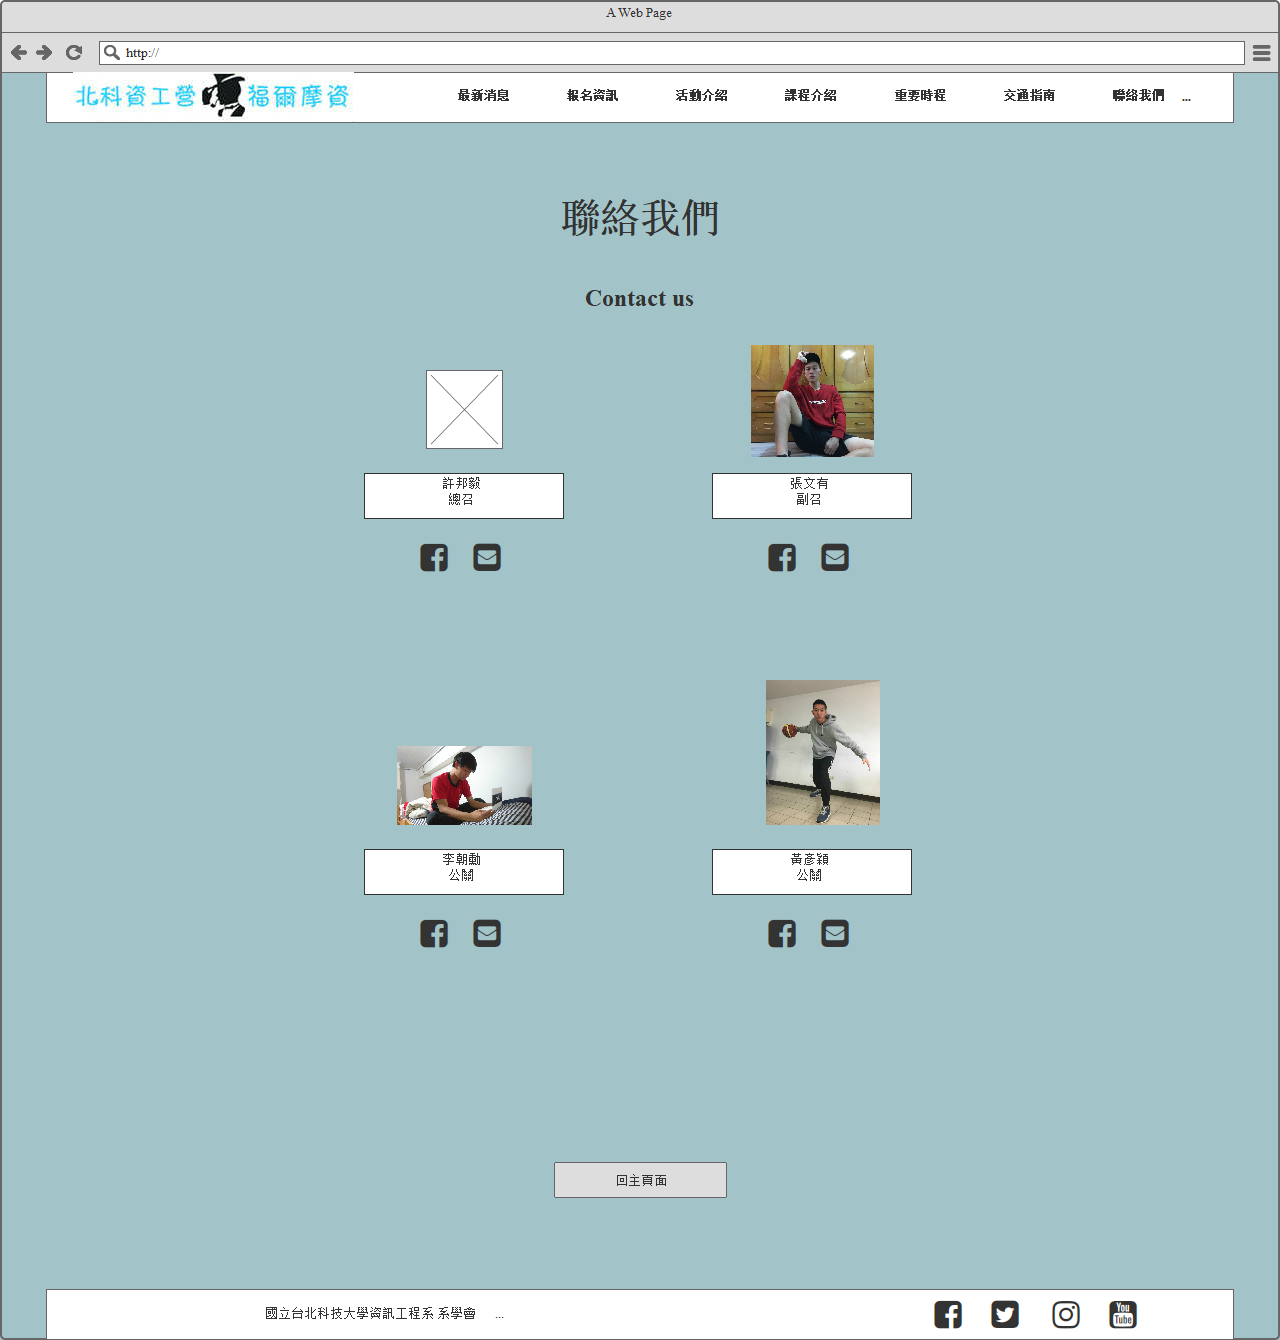 A Web Page
http://
北科資工營 福爾摩資
最新消息 報名資訊 活動介紹 課程介紹 重要時程 交通指南 聯絡我們 ...
聯絡我們
Contact us
許邦毅
總召
張文有
副召
李朝勳
公關
黃彥穎
公關
回主頁面
國立台北科技大學資訊工程系 系學會 ...
You
Tube